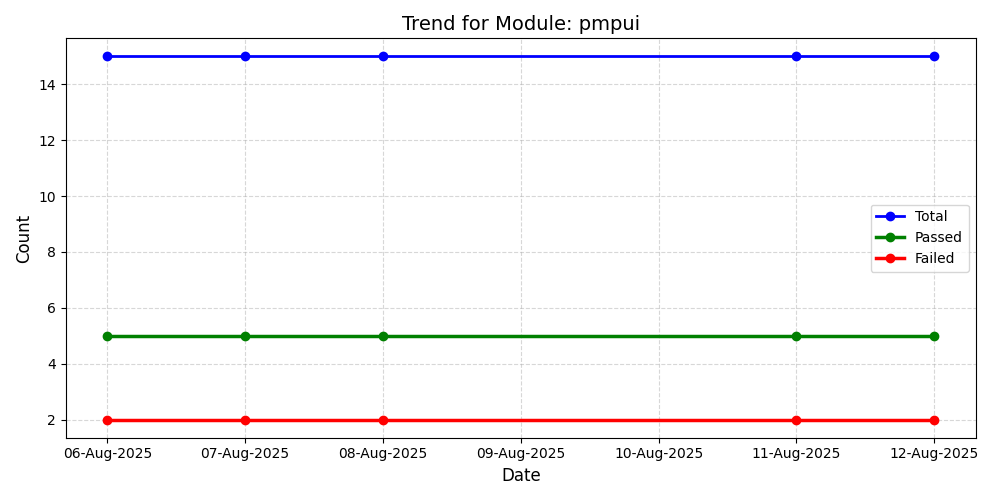 Trend for Module: pmpui
Count
14
12
10
8
6
4
2
Total
Passed
Failed
06-Aug-2025 07-Aug-2025 08-Aug-2025 09-Aug-2025 10-Aug-2025 11-Aug-2025 12-Aug-2025
Date